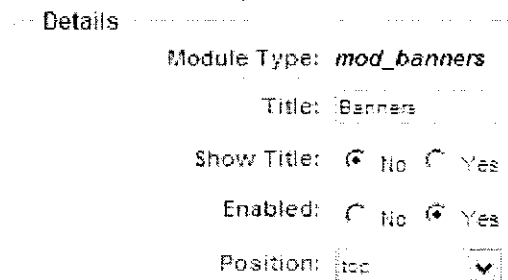 Details
Module Type: mod_banners
Title: Banners
Show Title: No Yes
Enabled: No Yes
Position: top